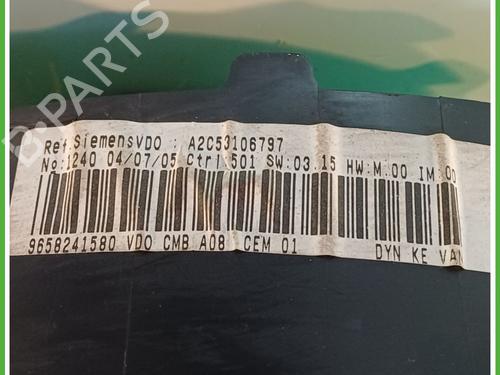 B-PARTS
Ref.SiemensVDO : A2C53106797
No:1240 04/07/05 Ctrl:501 SW:03.15 HW:M:00 IM:00
9658241580 VDO CMB A08 CEM 01 DYN KE VAN